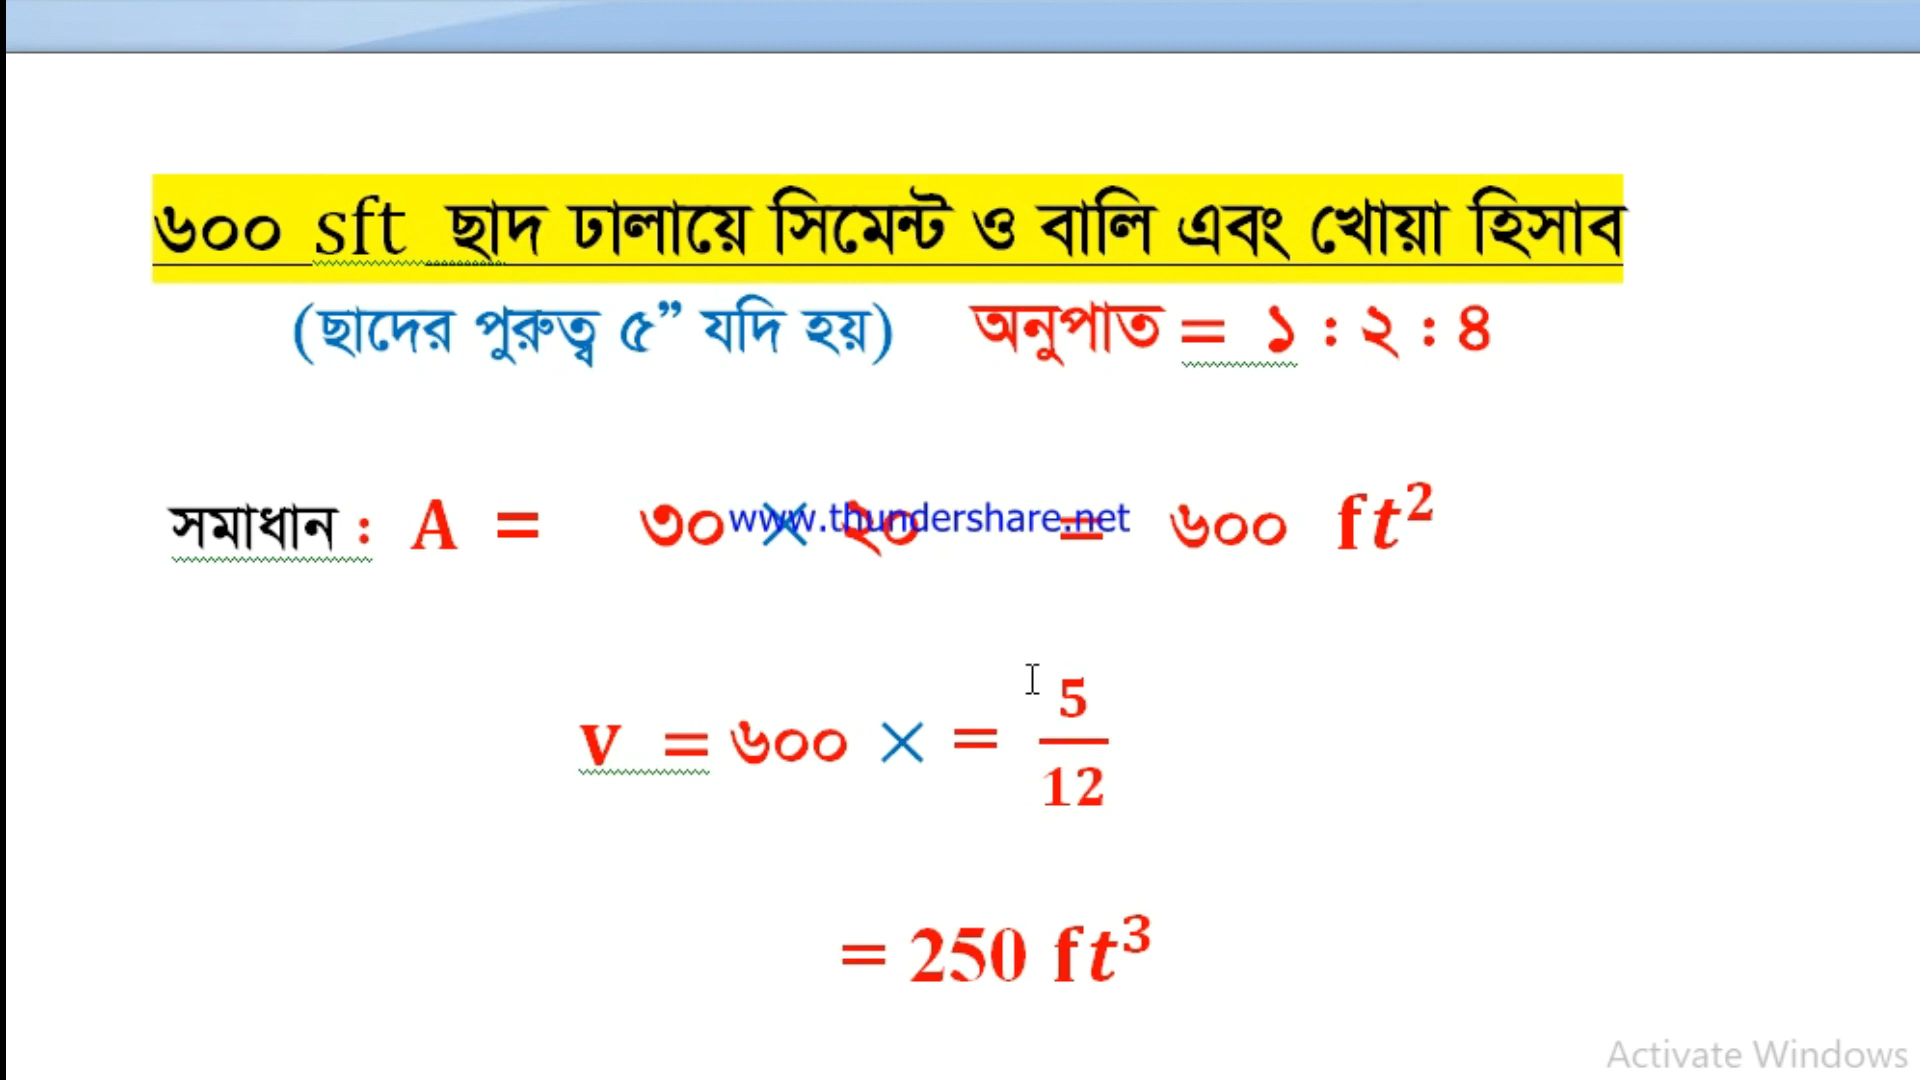 ৬০০ sft ছাদ ঢালায়ে সিমেন্ট ও বালি এবং খোয়া হিসাব
(ছাদের পুরুত্ব ৫” যদি হয়) অনুপাত = ১ : ২ : ৪
সমাধান : A = ৩০ × ২০ = ৬০০ ft²
www.thundershare.net
v = ৬০০ × = 5/12
= 250 ft³
Activate Windows